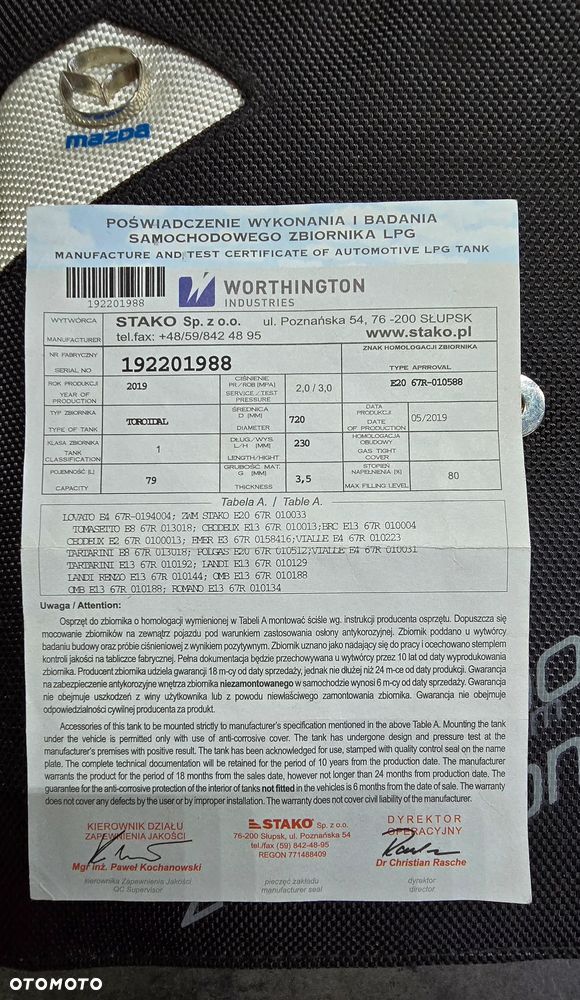 mazda
POŚWIADCZENIE WYKONANIA I BADANIA
SAMOCHODOWEGO ZBIORNIKA LPG
MANUFACTURE AND TEST CERTIFICATE OF AUTOMOTIVE LPG TANK
192201988
WORTHINGTON
INDUSTRIES
WYTWÓRCA
MANUFACTURER
STAKO Sp. z o.o. ul. Poznańska 54, 76 -200 SŁUPSK
tel.fax: +48/59/842 48 95 www.stako.pl
NR FABRYCZNY
SERIAL NO
192201988
ZNAK HOMOLOGACJI ZBIORNIKA
TYPE APRROVAL
E20 67R-010588
ROK PRODUKCJI
YEAR OF
PRODUCTION
2019
CIŚNIENIE
PR / ROB [MPA]
SERVICE / TEST
PRESSURE
2,0 / 3,0
TYP ZBIORNIKA
TYPE OF TANK
TOROIDAL
ŚREDNICA
D [MM]
DIAMETER
720
DATA
PRODUKCJI
DATE
OF PRODUCTION
05/2019
KLASA ZBIORNIKA
TANK
CLASSIFICATION
1
DŁUG/WYS.
L/H [MM]
LENGTH/HIGHT
230
HOMOLOGACJA
OBUDOWY
GAS TIGHT
COVER
POJEMNOŚĆ [L]
CAPACITY
79
GRUBOŚĆ MAT.
G [MM]
THICKNESS
3,5
STOPIEŃ
NAPEŁNIENIA [%]
MAX FILLING LEVEL
80
Tabela A. / Table A.
LOVATO E4 67R-0194004; ZWM STAKO E20 67R 010033
TOMASETTO E8 67R 013018; CEODEUX E13 67R 010013;BRC E13 67R 010004
CEODEUX E2 67R 0100013; EMER E3 67R 0158416;VIALLE E4 67R 010223
TARTARINI E8 67R 013018; POLGAS E20 67R 010512;VIALLE E4 67R 010031
TARTARINI E13 67R 010192; LANDI E13 67R 010129
LANDI RENZO E13 67R 010144; OMB E13 67R 010188
OMB E13 67R 010188; ROMANO E13 67R 010134
Uwaga / Attention:
Osprzęt do zbiornika o homologacji wymienionej w Tabeli A montować ściśle wg. instrukcji producenta osprzętu. Dopuszcza się
mocowanie zbiorników na zewnątrz pojazdu pod warunkiem zastosowania osłony antykorozyjnej. Zbiornik poddano u wytwórcy
badaniu budowy oraz próbie ciśnieniowej z wynikiem pozytywnym. Zbiornik uznano jako nadający się do pracy i ocechowano stemplem
kontroli jakości na tabliczce fabrycznej. Pełna dokumentacja będzie przechowywana u wytwórcy przez 10 lat od daty wyprodukowania
zbiornika. Producent zbiornika udziela gwarancji 18 m-cy od daty sprzedaży, jednak nie dłużej niż 24 m-ce od daty produkcji. Gwarancja
na zabezpieczenie antykorozyjne wnętrza zbiornika niezamontowanego w samochodzie wynosi 6 m-cy od daty sprzedaży. Gwarancja
nie obejmuje uszkodzeń z winy użytkownika lub z powodu niewłaściwego zamontowania zbiornika. Gwarancja nie obejmuje
odpowiedzialności cywilnej producenta za produkt.
Accessories of this tank to be mounted strictly to manufacturer's specification mentioned in the above Table A. Mounting the tank
under the vehicle is permitted only with use of anti-corrosive cover. The tank has undergone design and pressure test at the
manufacturer's premises with positive result. The tank has been acknowledged for use, stamped with quality control seal on the name
plate. The complete technical documentation will be retained for the period of 10 years from the production date. The manufacturer
warrants the product for the period of 18 months from the sales date, however not longer than 24 months from production date. The
guarantee for the anti-corrosive protection of the interior of tanks not fitted in the vehicles is 6 months from the date of sale. The warranty
does not cover any defects by the user or by improper installation. The warranty does not cover civil liability of the manufacturer.
KIEROWNIK DZIAŁU
ZAPEWNIENIA JAKOŚCI
Mgr inż. Paweł Kochanowski
kierownika Zapewnienia Jakości
QC Supervisor
STAKO Sp. z o.o.
76-200 Słupsk, ul. Poznańska 54
tel./fax (59) 842-48-95
REGON 771488409
pieczęć zakładu
manufacturer seal
DYREKTOR
OPERACYJNY
Dr Christian Rasche
dyrektor
director
OTOMOTO